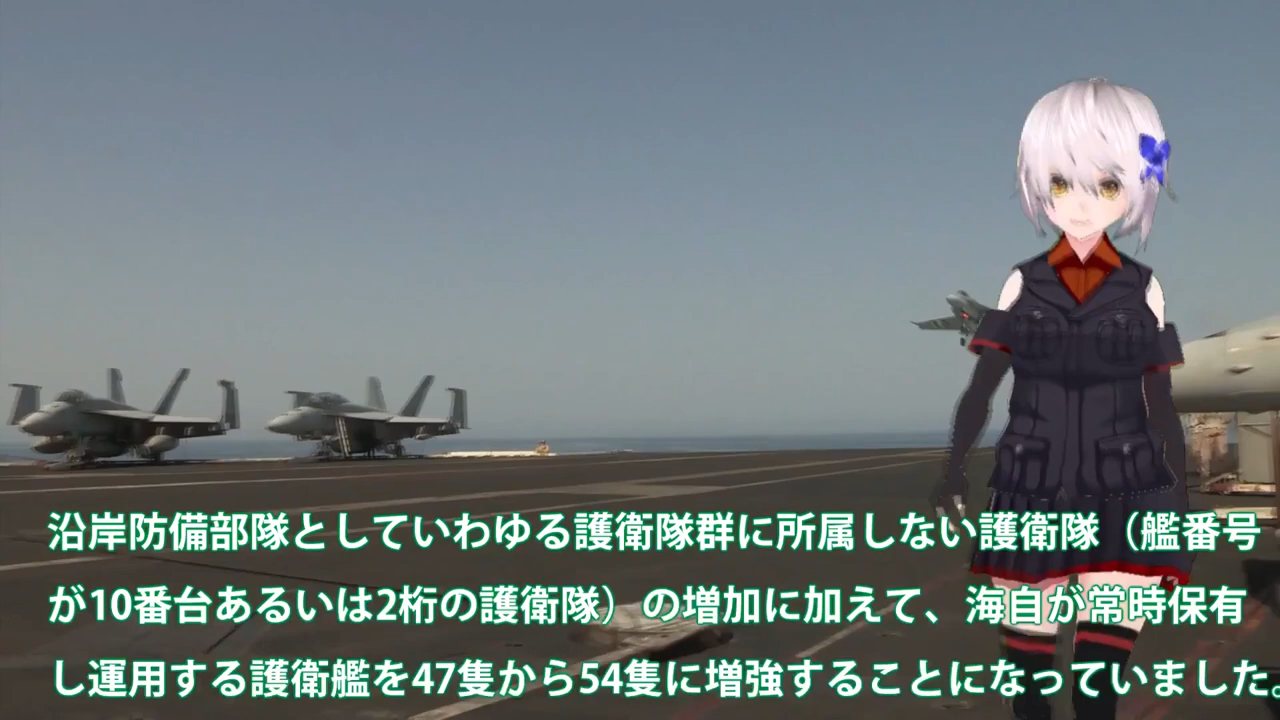 沿岸防備部隊としていわゆる護衛隊群に所属しない護衛隊（艦番号
が10番台あるいは2桁の護衛隊）の増加に加えて、海自が常時保有
し運用する護衛艦を47隻から54隻に増強することになっていました。